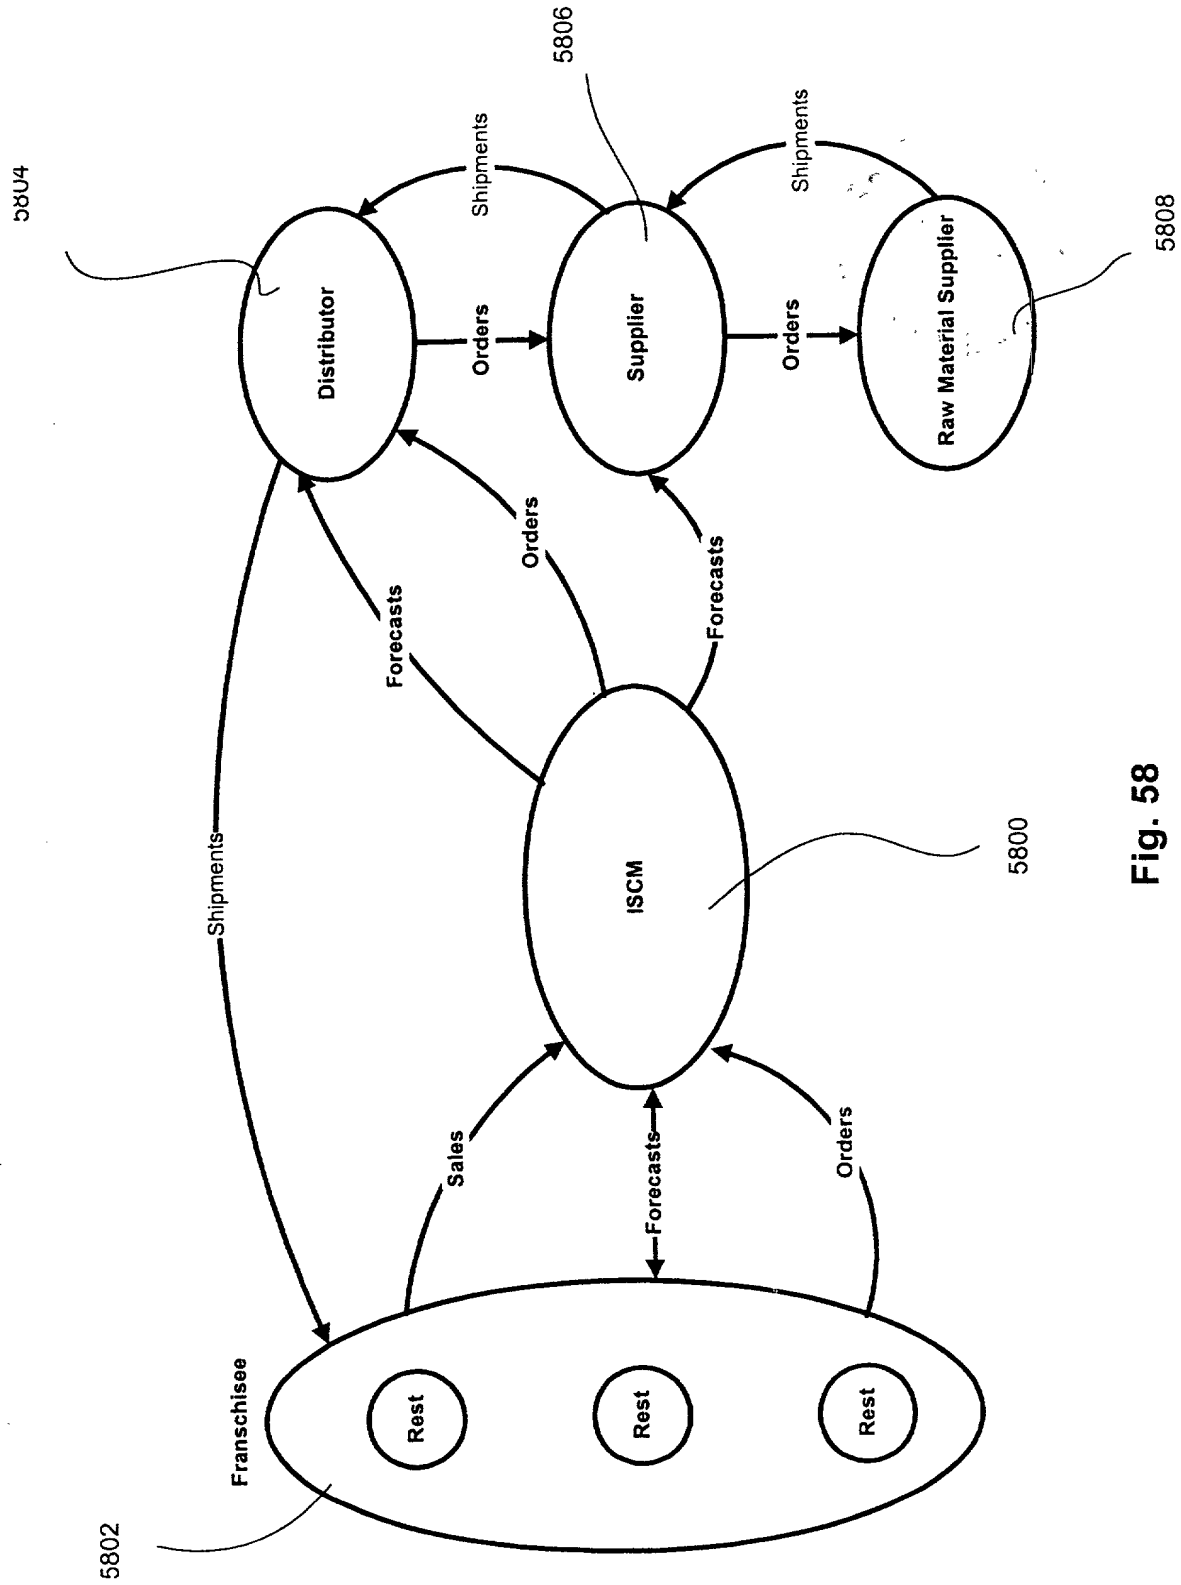 5804
5806
Shipments
Shipments
Distributor
Orders
Supplier
Orders
Raw Material Supplier
5808
Forecasts
Orders
Forecasts
Shipments
ISCM
5800
Sales
Forecasts
Orders
Franschisee
Rest
Rest
Rest
5802
Fig. 58